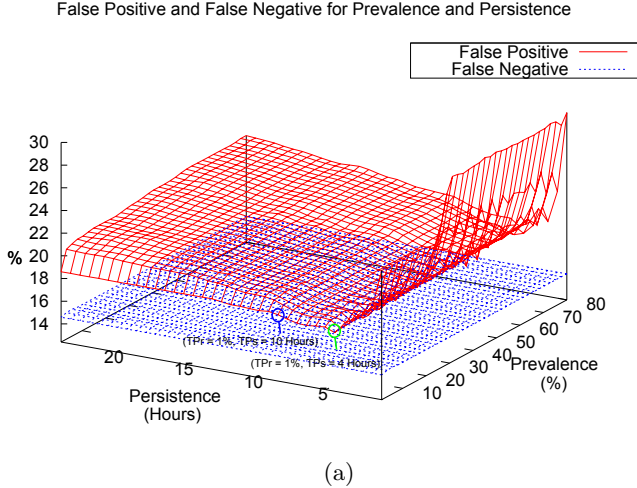 False Positive and False Negative for Prevalence and Persistence
False Positive
False Negative
30
28
26
24
22
20
18
16
14
%
(TPr = 1%, TPs = 10 Hours)
(TPr = 1%, TPs = 4 Hours)
20
15
10
5
Persistence
(Hours)
10
20
30
40
50
60
70
80
Prevalence
(%)
(a)